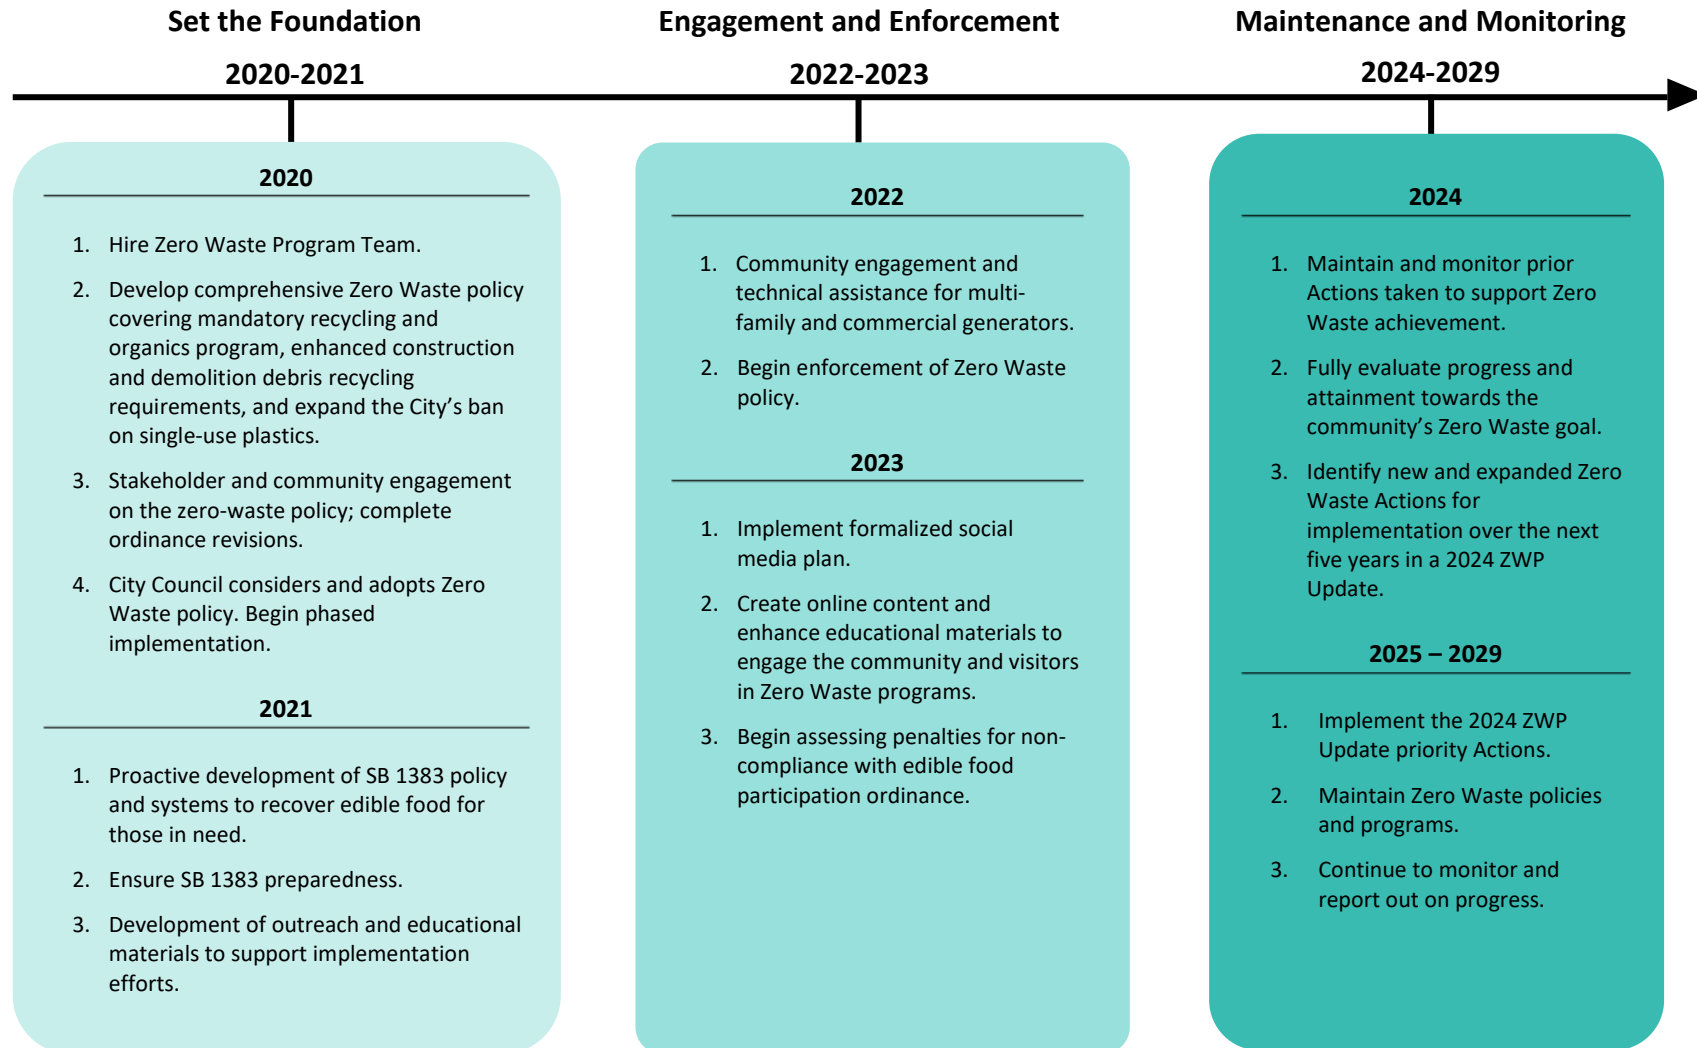 Set the Foundation
2020-2021
2020
1. Hire Zero Waste Program Team.
2. Develop comprehensive Zero Waste policy
covering mandatory recycling and
organics program, enhanced construction
and demolition debris recycling
requirements, and expand the City’s ban
on single-use plastics.
3. Stakeholder and community engagement
on the zero-waste policy; complete
ordinance revisions.
4. City Council considers and adopts Zero
Waste policy. Begin phased
implementation.
2021
1. Proactive development of SB 1383 policy
and systems to recover edible food for
those in need.
2. Ensure SB 1383 preparedness.
3. Development of outreach and educational
materials to support implementation
efforts.
Engagement and Enforcement
2022-2023
2022
1. Community engagement and
technical assistance for multi-
family and commercial generators.
2. Begin enforcement of Zero Waste
policy.
2023
1. Implement formalized social
media plan.
2. Create online content and
enhance educational materials to
engage the community and visitors
in Zero Waste programs.
3. Begin assessing penalties for non-
compliance with edible food
participation ordinance.
Maintenance and Monitoring
2024-2029
2024
1. Maintain and monitor prior
Actions taken to support Zero
Waste achievement.
2. Fully evaluate progress and
attainment towards the
community’s Zero Waste goal.
3. Identify new and expanded Zero
Waste Actions for
implementation over the next
five years in a 2024 ZWP
Update.
2025 – 2029
1. Implement the 2024 ZWP
Update priority Actions.
2. Maintain Zero Waste policies
and programs.
3. Continue to monitor and
report out on progress.